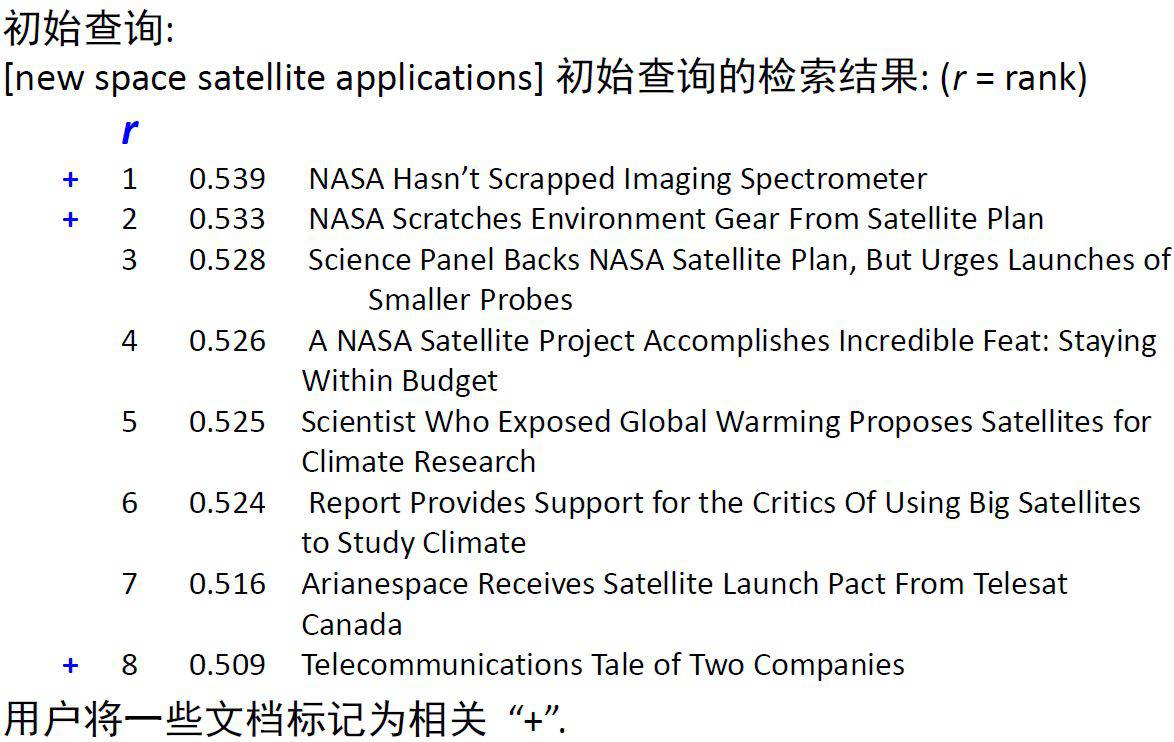 初始查询:
[new space satellite applications] 初始查询的检索结果: (r = rank)
r
+ 1 0.539 NASA Hasn’t Scrapped Imaging Spectrometer
+ 2 0.533 NASA Scratches Environment Gear From Satellite Plan
3 0.528 Science Panel Backs NASA Satellite Plan, But Urges Launches of
Smaller Probes
4 0.526 A NASA Satellite Project Accomplishes Incredible Feat: Staying
Within Budget
5 0.525 Scientist Who Exposed Global Warming Proposes Satellites for
Climate Research
6 0.524 Report Provides Support for the Critics Of Using Big Satellites
to Study Climate
7 0.516 Arianespace Receives Satellite Launch Pact From Telesat
Canada
+ 8 0.509 Telecommunications Tale of Two Companies
用户将一些文档标记为相关 “+”.